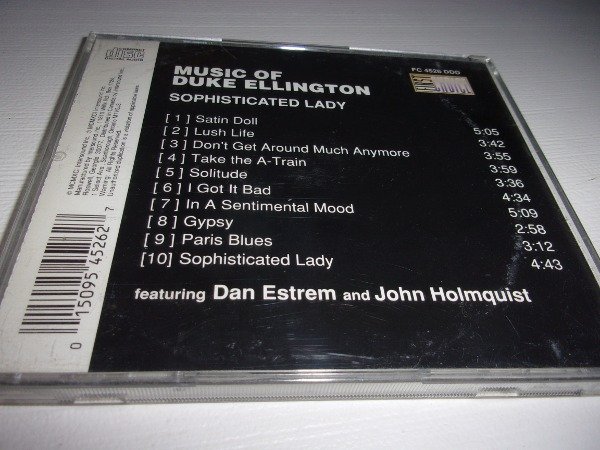 PC 4526 DDD
MUSIC OF
DUKE ELLINGTON
SOPHISTICATED LADY
[ 1 ] Satin Doll 5:05
[ 2 ] Lush Life 3:42
[ 3 ] Don't Get Around Much Anymore 3:55
[ 4 ] Take the A-Train 3:59
[ 5 ] Solitude 3:36
[ 6 ] I Got It Bad 4:34
[ 7 ] In A Sentimental Mood 5:09
[ 8 ] Gypsy 2:58
[ 9 ] Paris Blues 3:12
[10] Sophisticated Lady 4:43
featuring Dan Estrem and John Holmquist
0 15095 45262 7